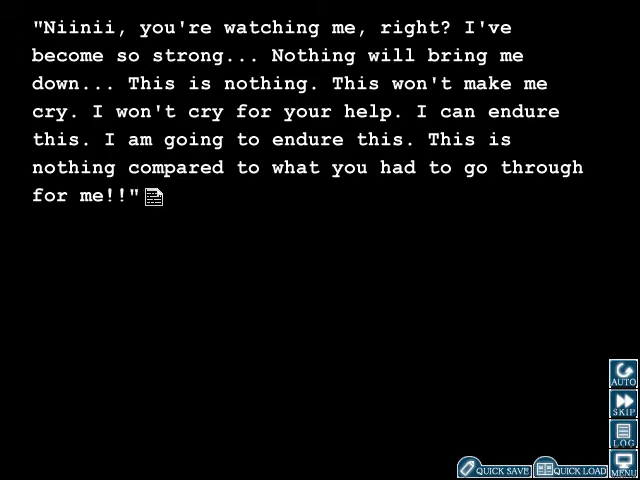 "Niinii, you're watching me, right? I've
become so strong... Nothing will bring me
down... This is nothing. This won't make me
cry. I won't cry for your help. I can endure
this. I am going to endure this. This is
nothing compared to what you had to go through
for me!!"
AUTO
SKIP
LOG
QUICK SAVE QUICK LOAD MENU